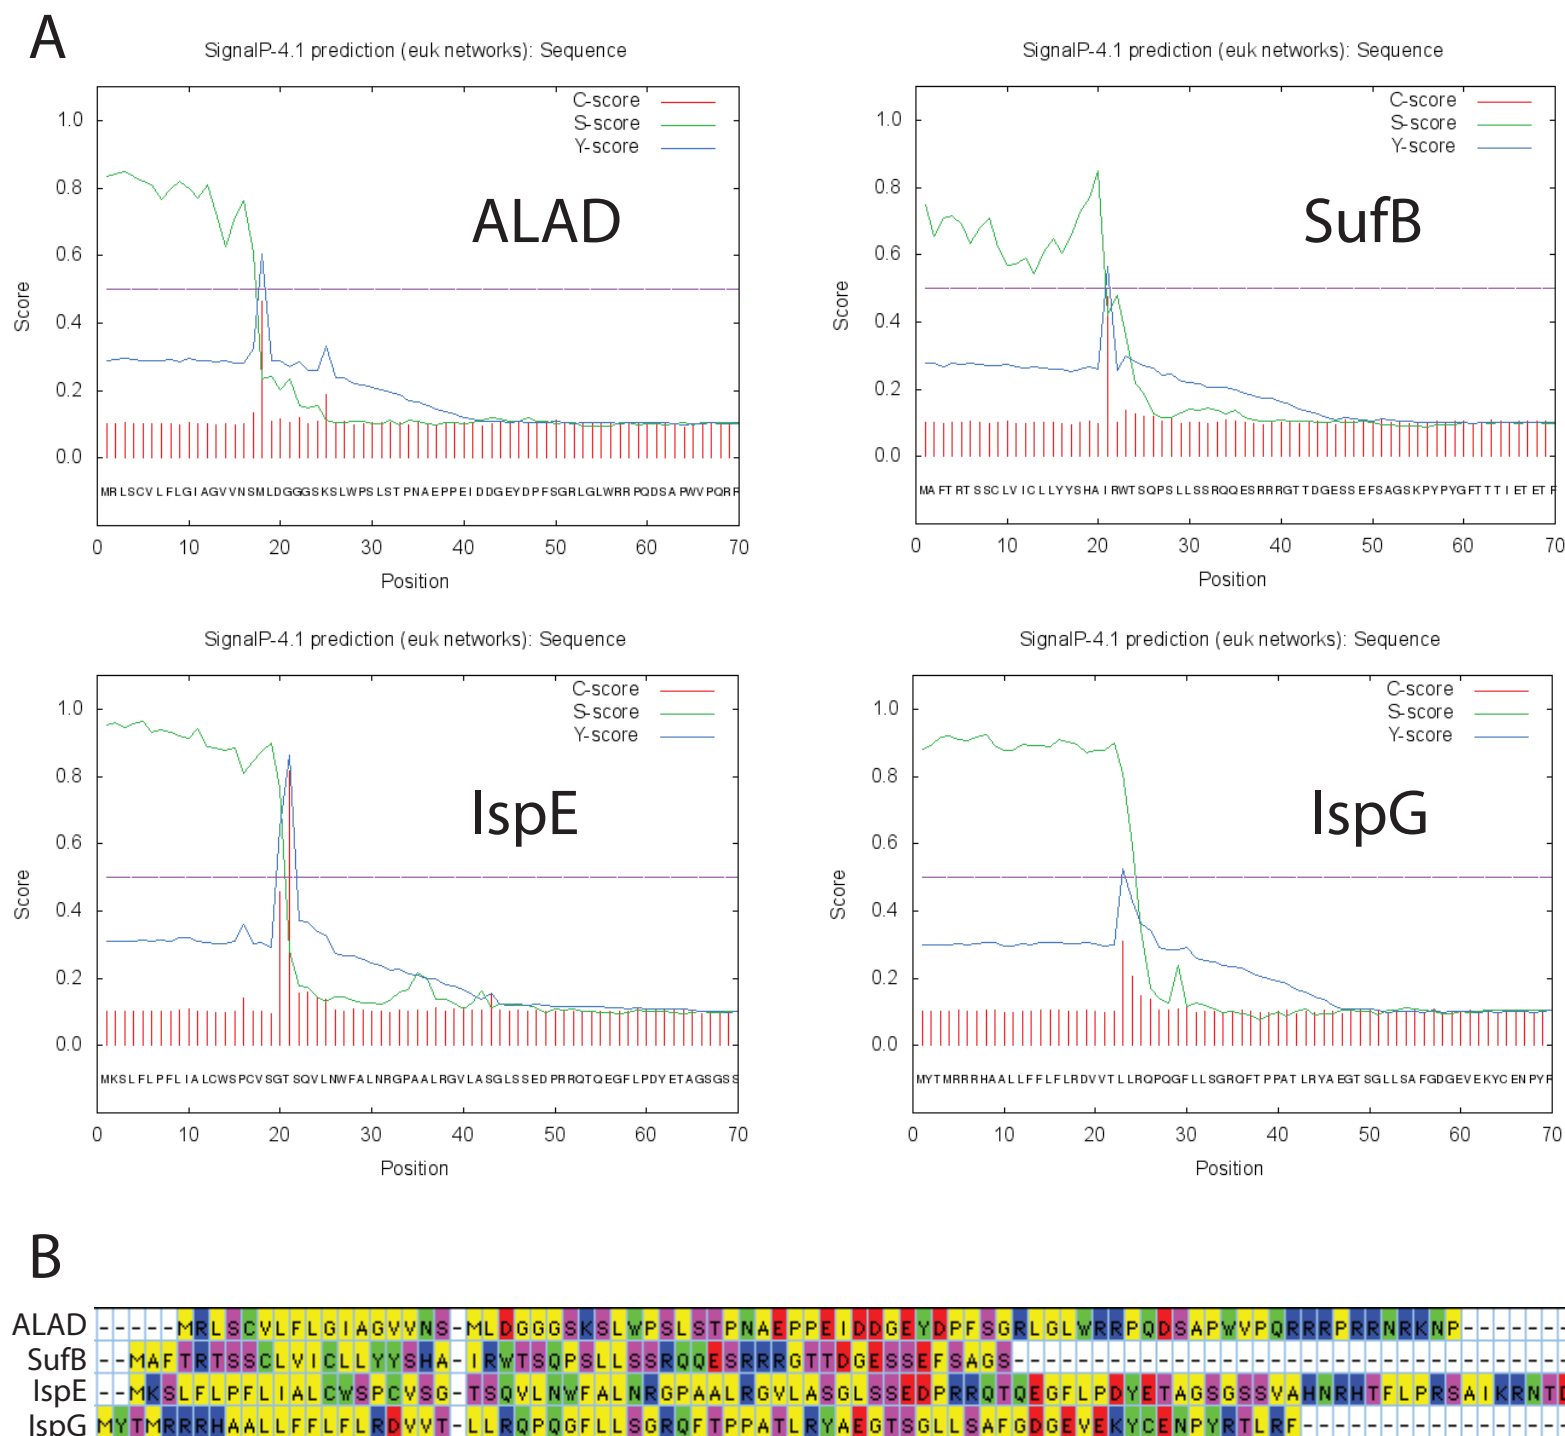 A
SignalP-4.1 prediction (euk networks): Sequence
C-score
S-score
Y-score
ALAD
Score
1.0
0.8
0.6
0.4
0.2
0.0
MRLSCVLFLGIAGVVNSMLDGGGSKSLWPSLSTPNAEPPEIDDGEYDPFSGRLGLWRRPQDSAPWVPQRR
0 10 20 30 40 50 60 70
Position
SignalP-4.1 prediction (euk networks): Sequence
C-score
S-score
Y-score
SufB
Score
1.0
0.8
0.6
0.4
0.2
0.0
MAFTRTSSCLVICLLYYSHAIRWTSQPSLLSSRQQESRRRGTTDGESSEFSAGSKPYPYGFTTTIETETF
0 10 20 30 40 50 60 70
Position
SignalP-4.1 prediction (euk networks): Sequence
C-score
S-score
Y-score
IspE
Score
1.0
0.8
0.6
0.4
0.2
0.0
MKSLFLPFLIALCWSPCVSGTSQVLNWFALNRGPAALRGVLASGLSSEDPRRQTQEGFLPDYETAGSGSS
0 10 20 30 40 50 60 70
Position
SignalP-4.1 prediction (euk networks): Sequence
C-score
S-score
Y-score
IspG
Score
1.0
0.8
0.6
0.4
0.2
0.0
MYTMRRRHAALLFFLFLRDVVTLLRQPQGFLLSGRQFTPPATLRYAEGTSGLLSAFGDGEVEKYCENPYR
0 10 20 30 40 50 60 70
Position
B
ALAD -----MRLSCVLFLGIAGVVNS-MLDGGGSKSLWPSLSTPNAEPPEIDDGEYDPFSGRLGLWRRPQDSAPWVPQRRRPRRNRKNP-------
SufB --MAFTRTSSCLVICLLYYSHA-IRWTSQPSLLSSRQQESRRRGTTDGESSEFSAGS-----------------------------------
IspE --MKSLFLPFLIALCWSPCVSG-TSQVLNWFALNRGPAALRGVLASGLSSEDPRRQTQEGFLPDYETAGSGSSVAHNRHTFLPRSAIKRNT
IspG MYTMRRRHAALLFFLFLRDVVT-LLRQPQGFLLSGRQFTPPATLRYAEGTSGLLSAFGDGEVEKYCENPYRTLRF-----------------